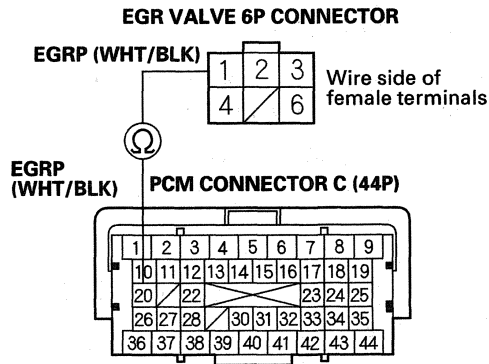 EGR VALVE 6P CONNECTOR
EGRP (WHT/BLK)
1 2 3
4 6
Wire side of
female terminals
Ω
EGRP
(WHT/BLK)
PCM CONNECTOR C (44P)
1 2 3 4 5 6 7 8 9
10 11 12 13 14 15 16 17 18 19
20 22 23 24 25
26 27 28 30 31 32 33 34 35
36 37 38 39 40 41 42 43 44